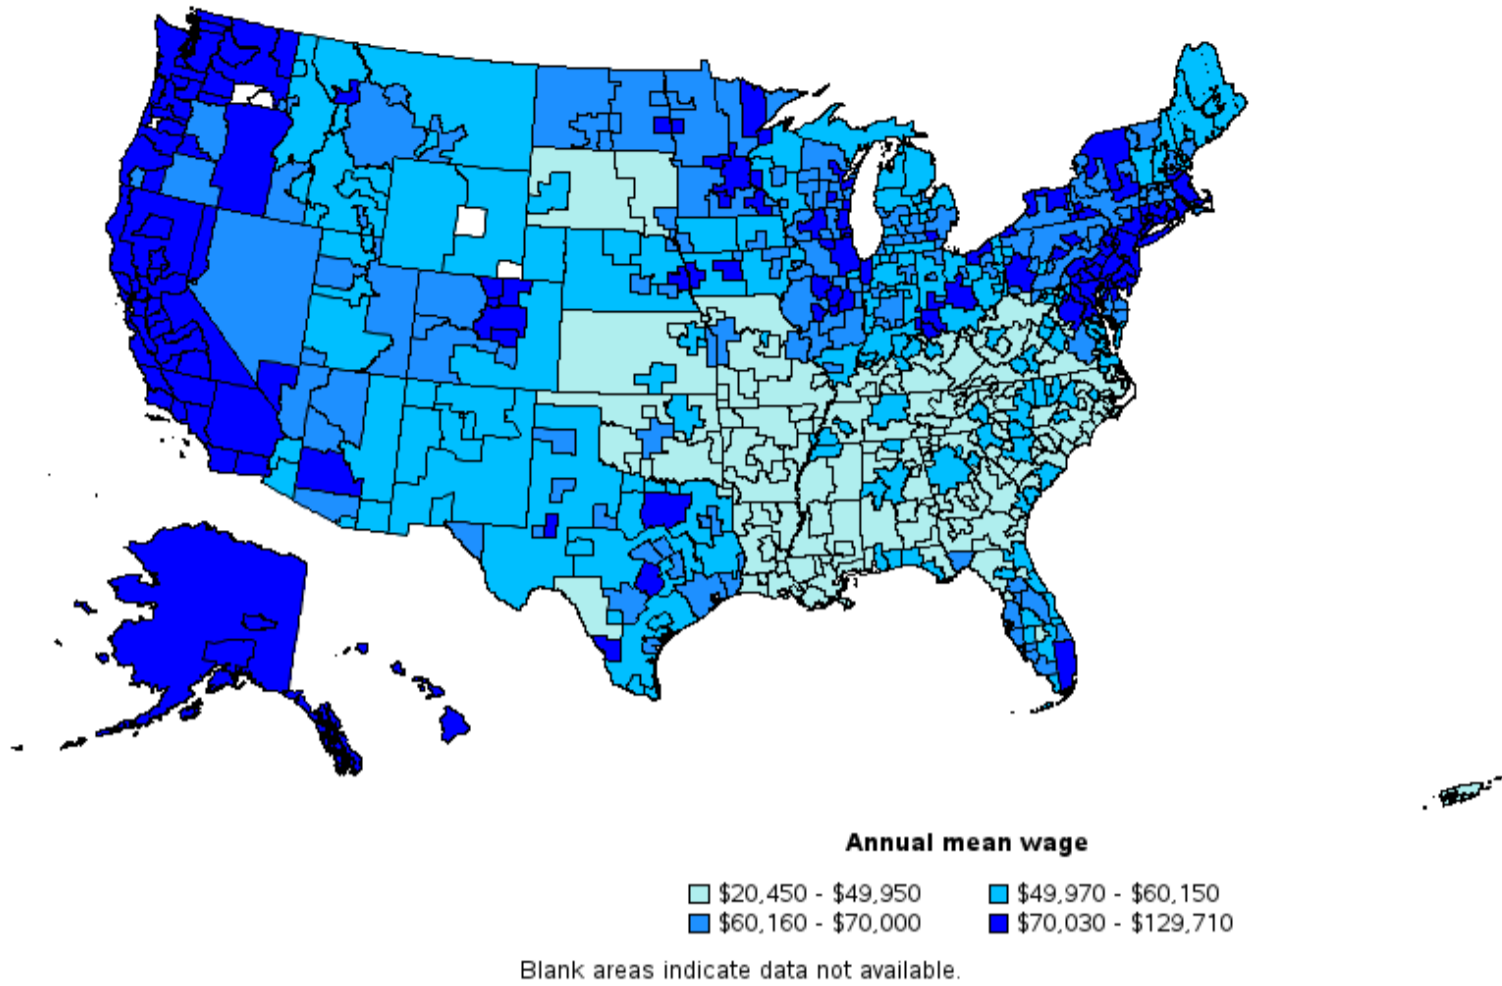 Annual mean wage
$20,450 - $49,950 $49,970 - $60,150
$60,160 - $70,000 $70,030 - $129,710
Blank areas indicate data not available.